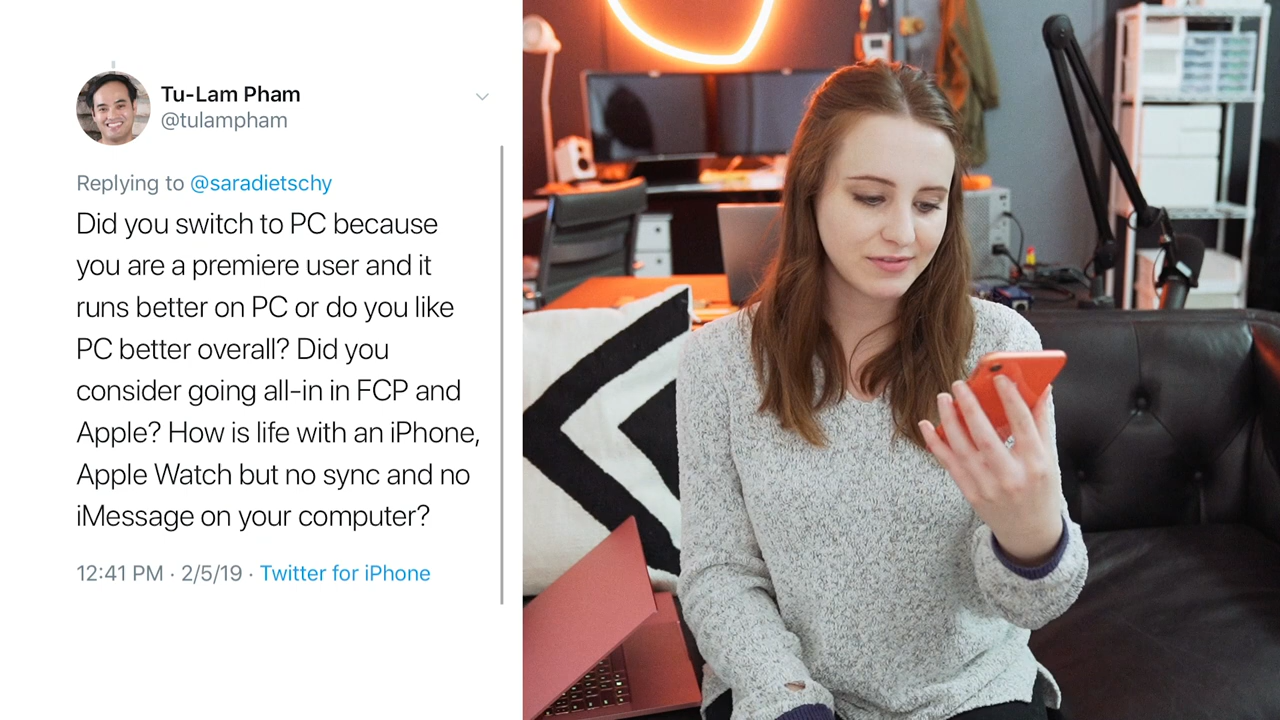 Tu-Lam Pham
@tulampham
Replying to @saradietschy
Did you switch to PC because
you are a premiere user and it
runs better on PC or do you like
PC better overall? Did you
consider going all-in in FCP and
Apple? How is life with an iPhone,
Apple Watch but no sync and no
iMessage on your computer?
12:41 PM · 2/5/19 · Twitter for iPhone